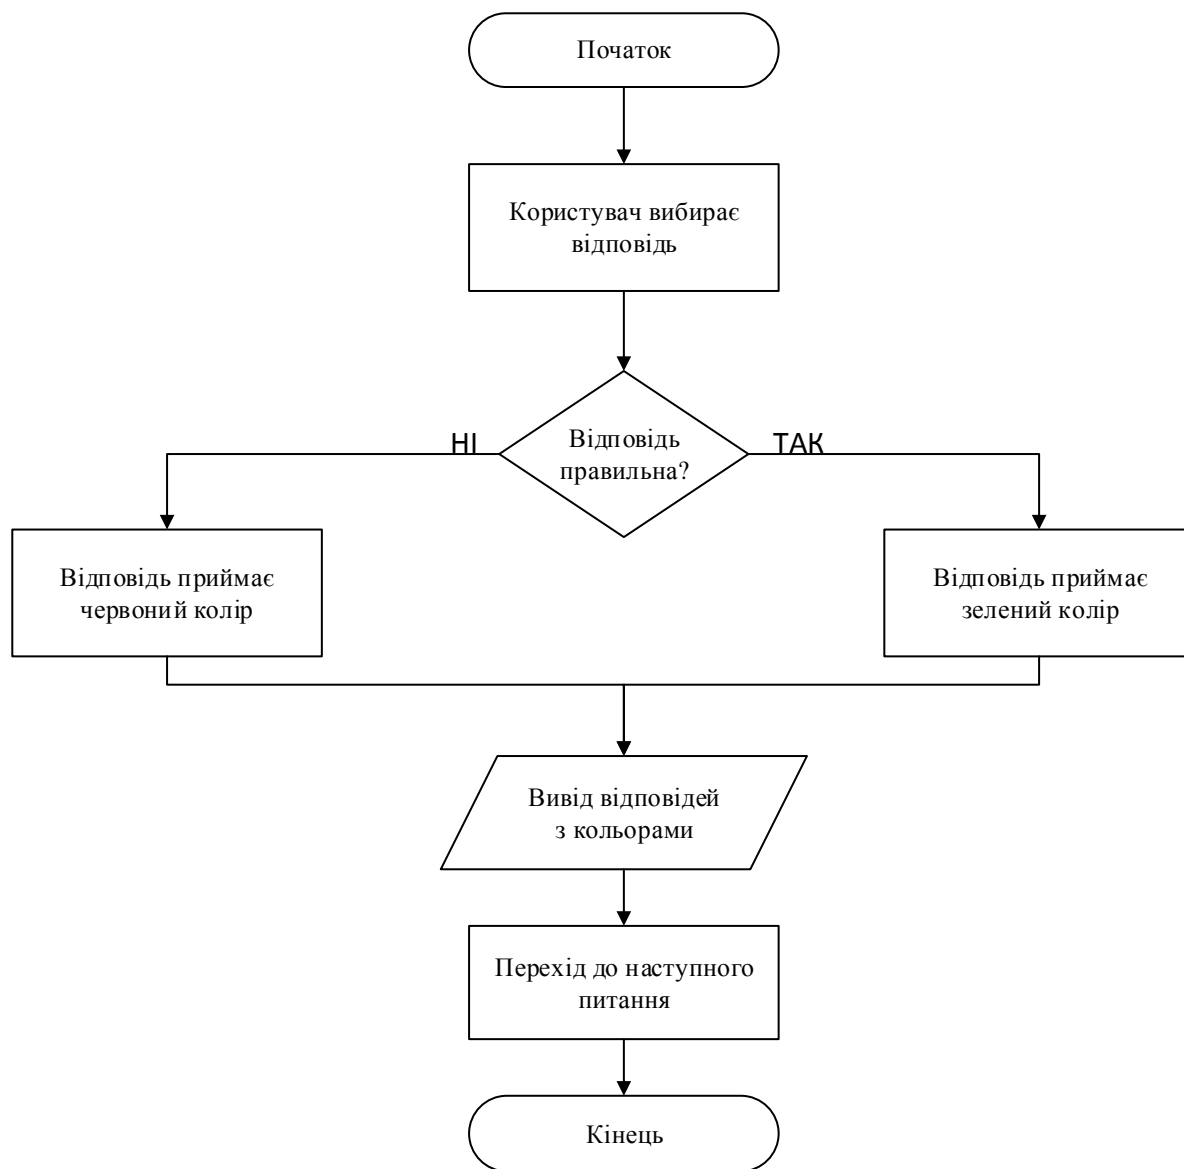 Початок
Користувач вибирає
відповідь
НІ
Відповідь
правильна?
ТАК
Відповідь приймає
червоний колір
Відповідь приймає
зелений колір
Вивід відповідей
з кольорами
Перехід до наступного
питання
Кінець